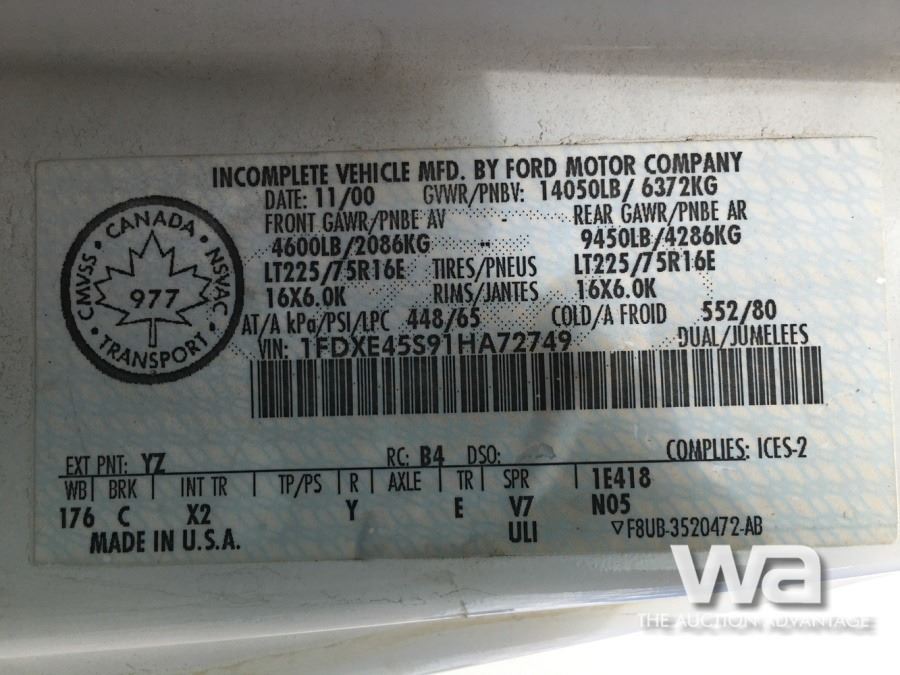 INCOMPLETE VEHICLE MFD. BY FORD MOTOR COMPANY
DATE: 11/00 GVWR/PNBV: 14050LB/ 6372KG
FRONT GAWR/PNBE AV REAR GAWR/PNBE AR
4600LB/2086KG 9450LB/4286KG
LT225/75R16E TIRES/PNEUS LT225/75R16E
16X6.0K RIMS/JANTES 16X6.0K
AT/A kPa/PSI/LPC 448/65 COLD/A FROID 552/80
VIN: 1FDXE45S91HA72749 DUAL/JUMELEES
CMVSS • CANADA • NSVAC • TRANSPORT •
977
EXT PNT: YZ RC: B4 DSO: COMPLIES: ICES-2
WB| BRK | INT TR | TP/PS | R | AXLE | TR | SPR | 1E418
176 C X2 Y E V7 N05
MADE IN U.S.A. ULI ▽F8UB-3520472-AB
wa
THE AUCTION ADVANTAGE